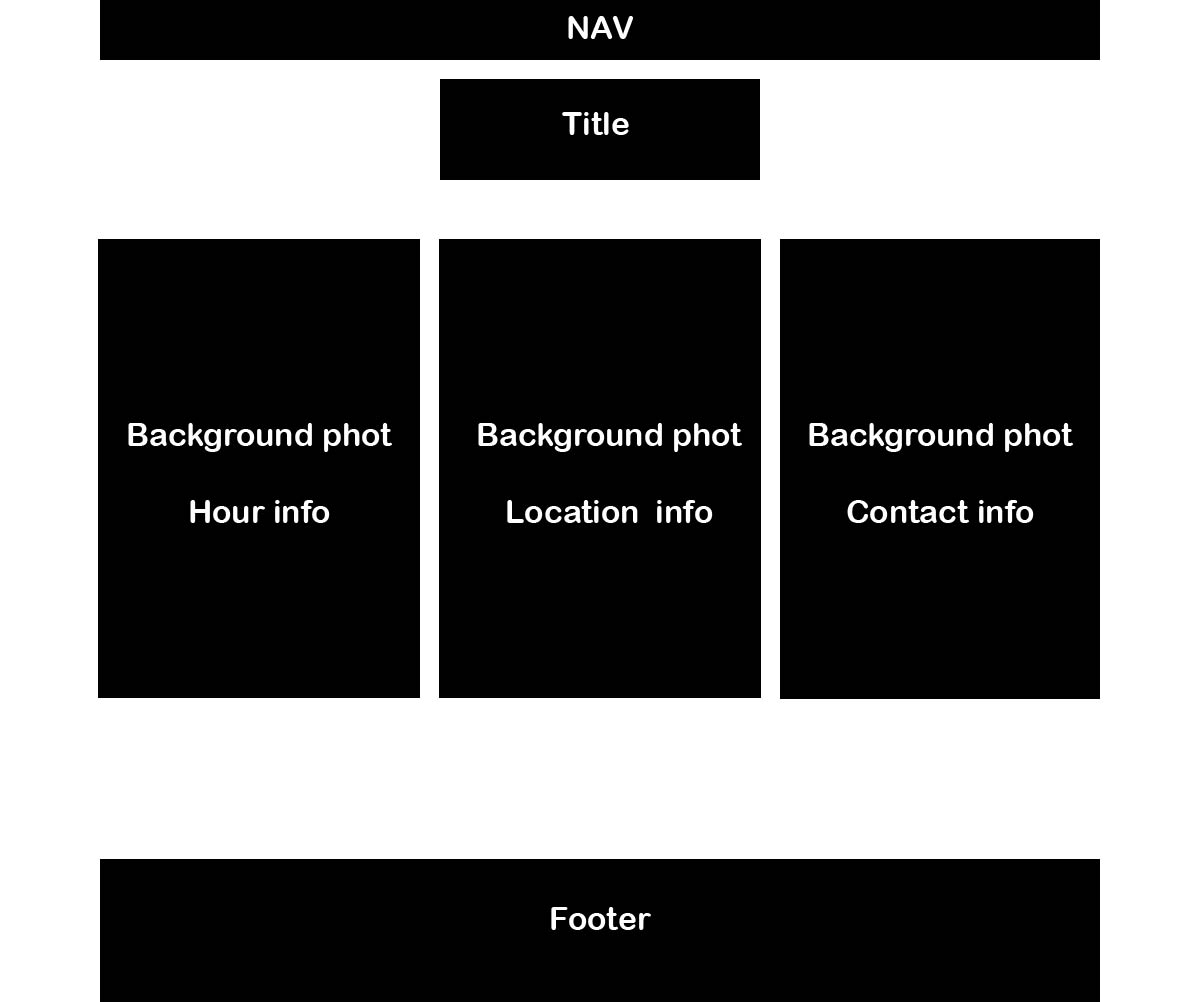 NAV
Title
Background phot
Hour info
Background phot
Location  info
Background phot
Contact info
Footer